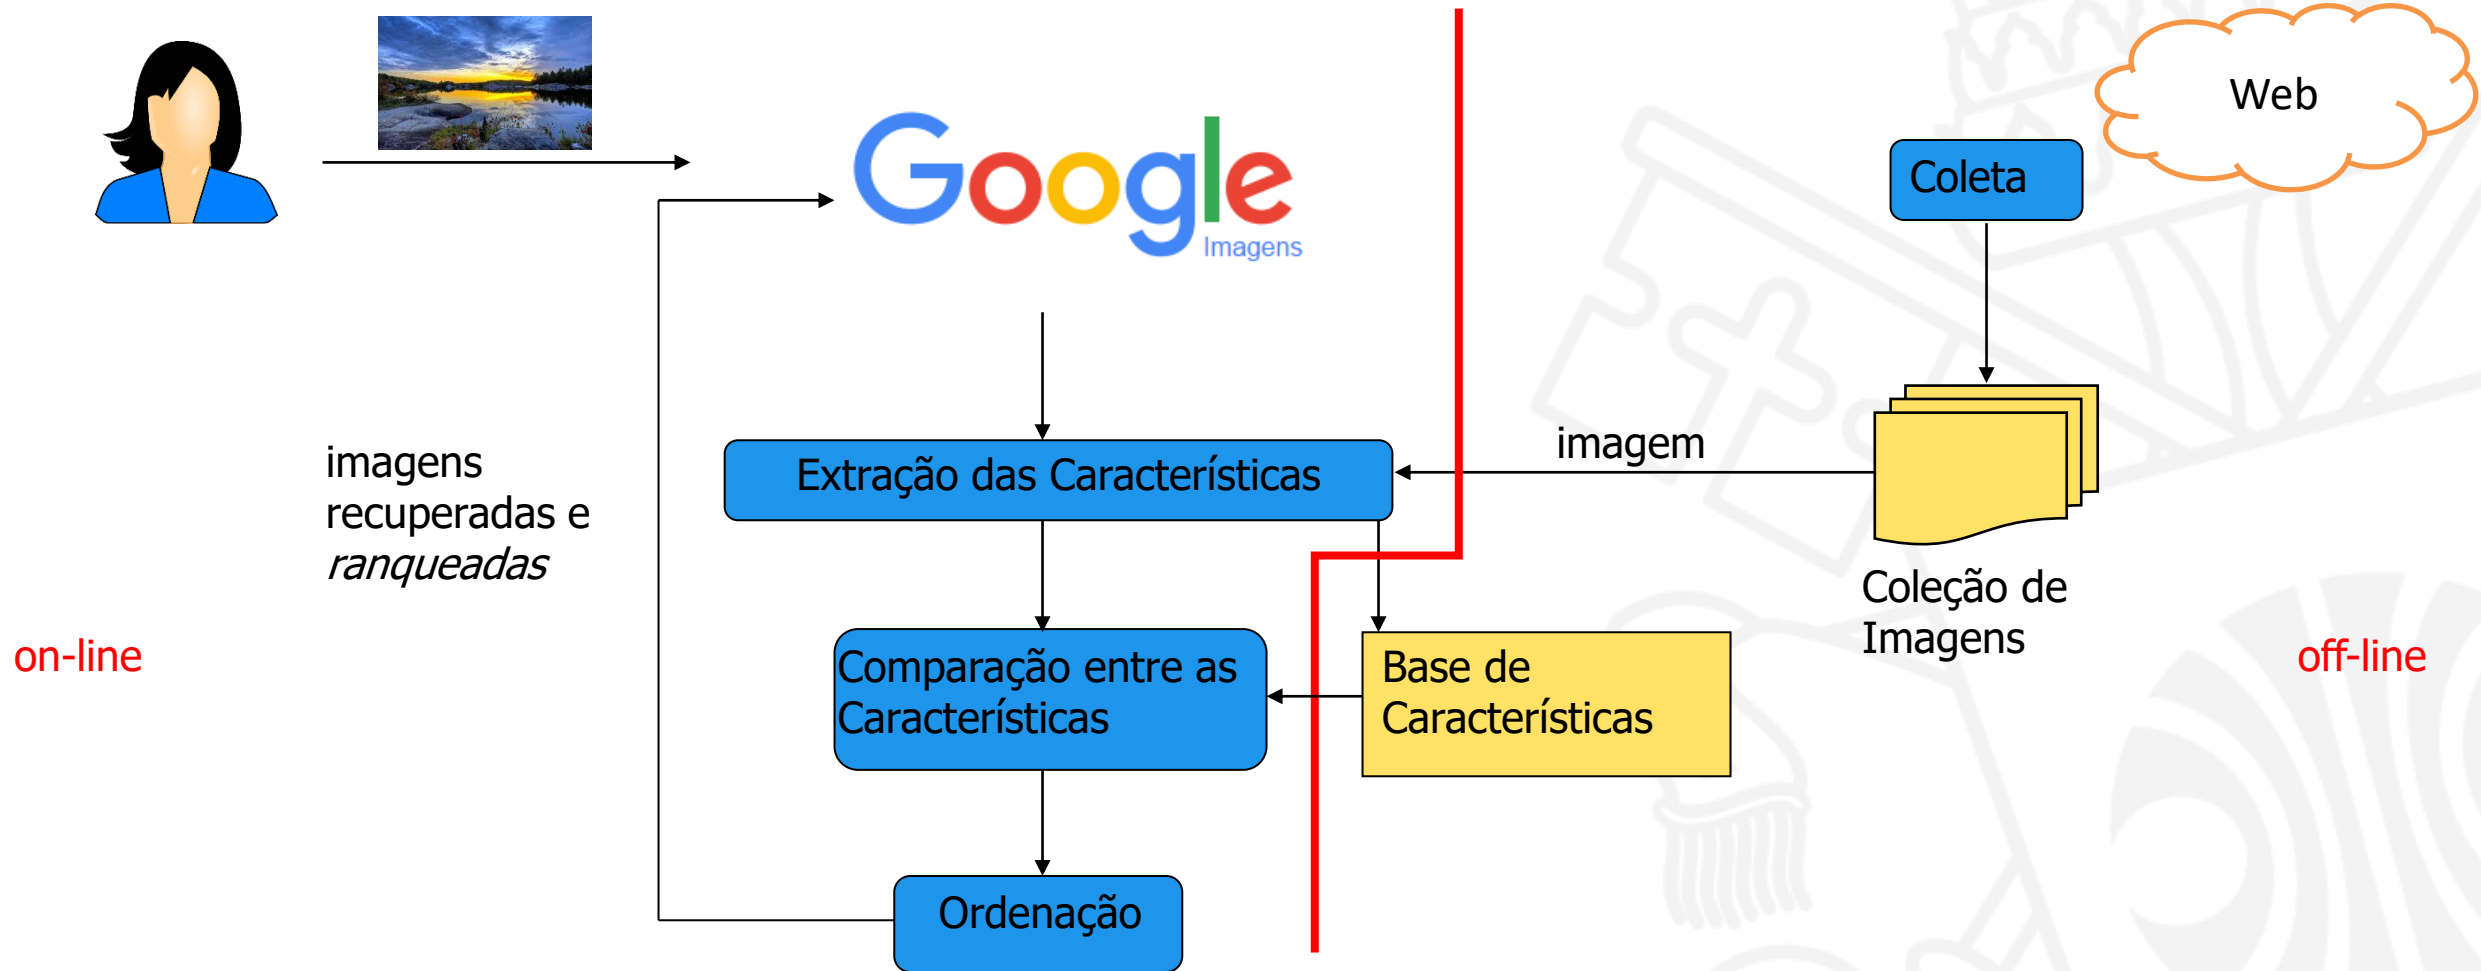 Web
Coleta
Google
Imagens
imagem
imagens
recuperadas e
ranqueadas
Extração das Características
Coleção de
Imagens
on-line
Comparação entre as
Características
Base de
Características
off-line
Ordenação